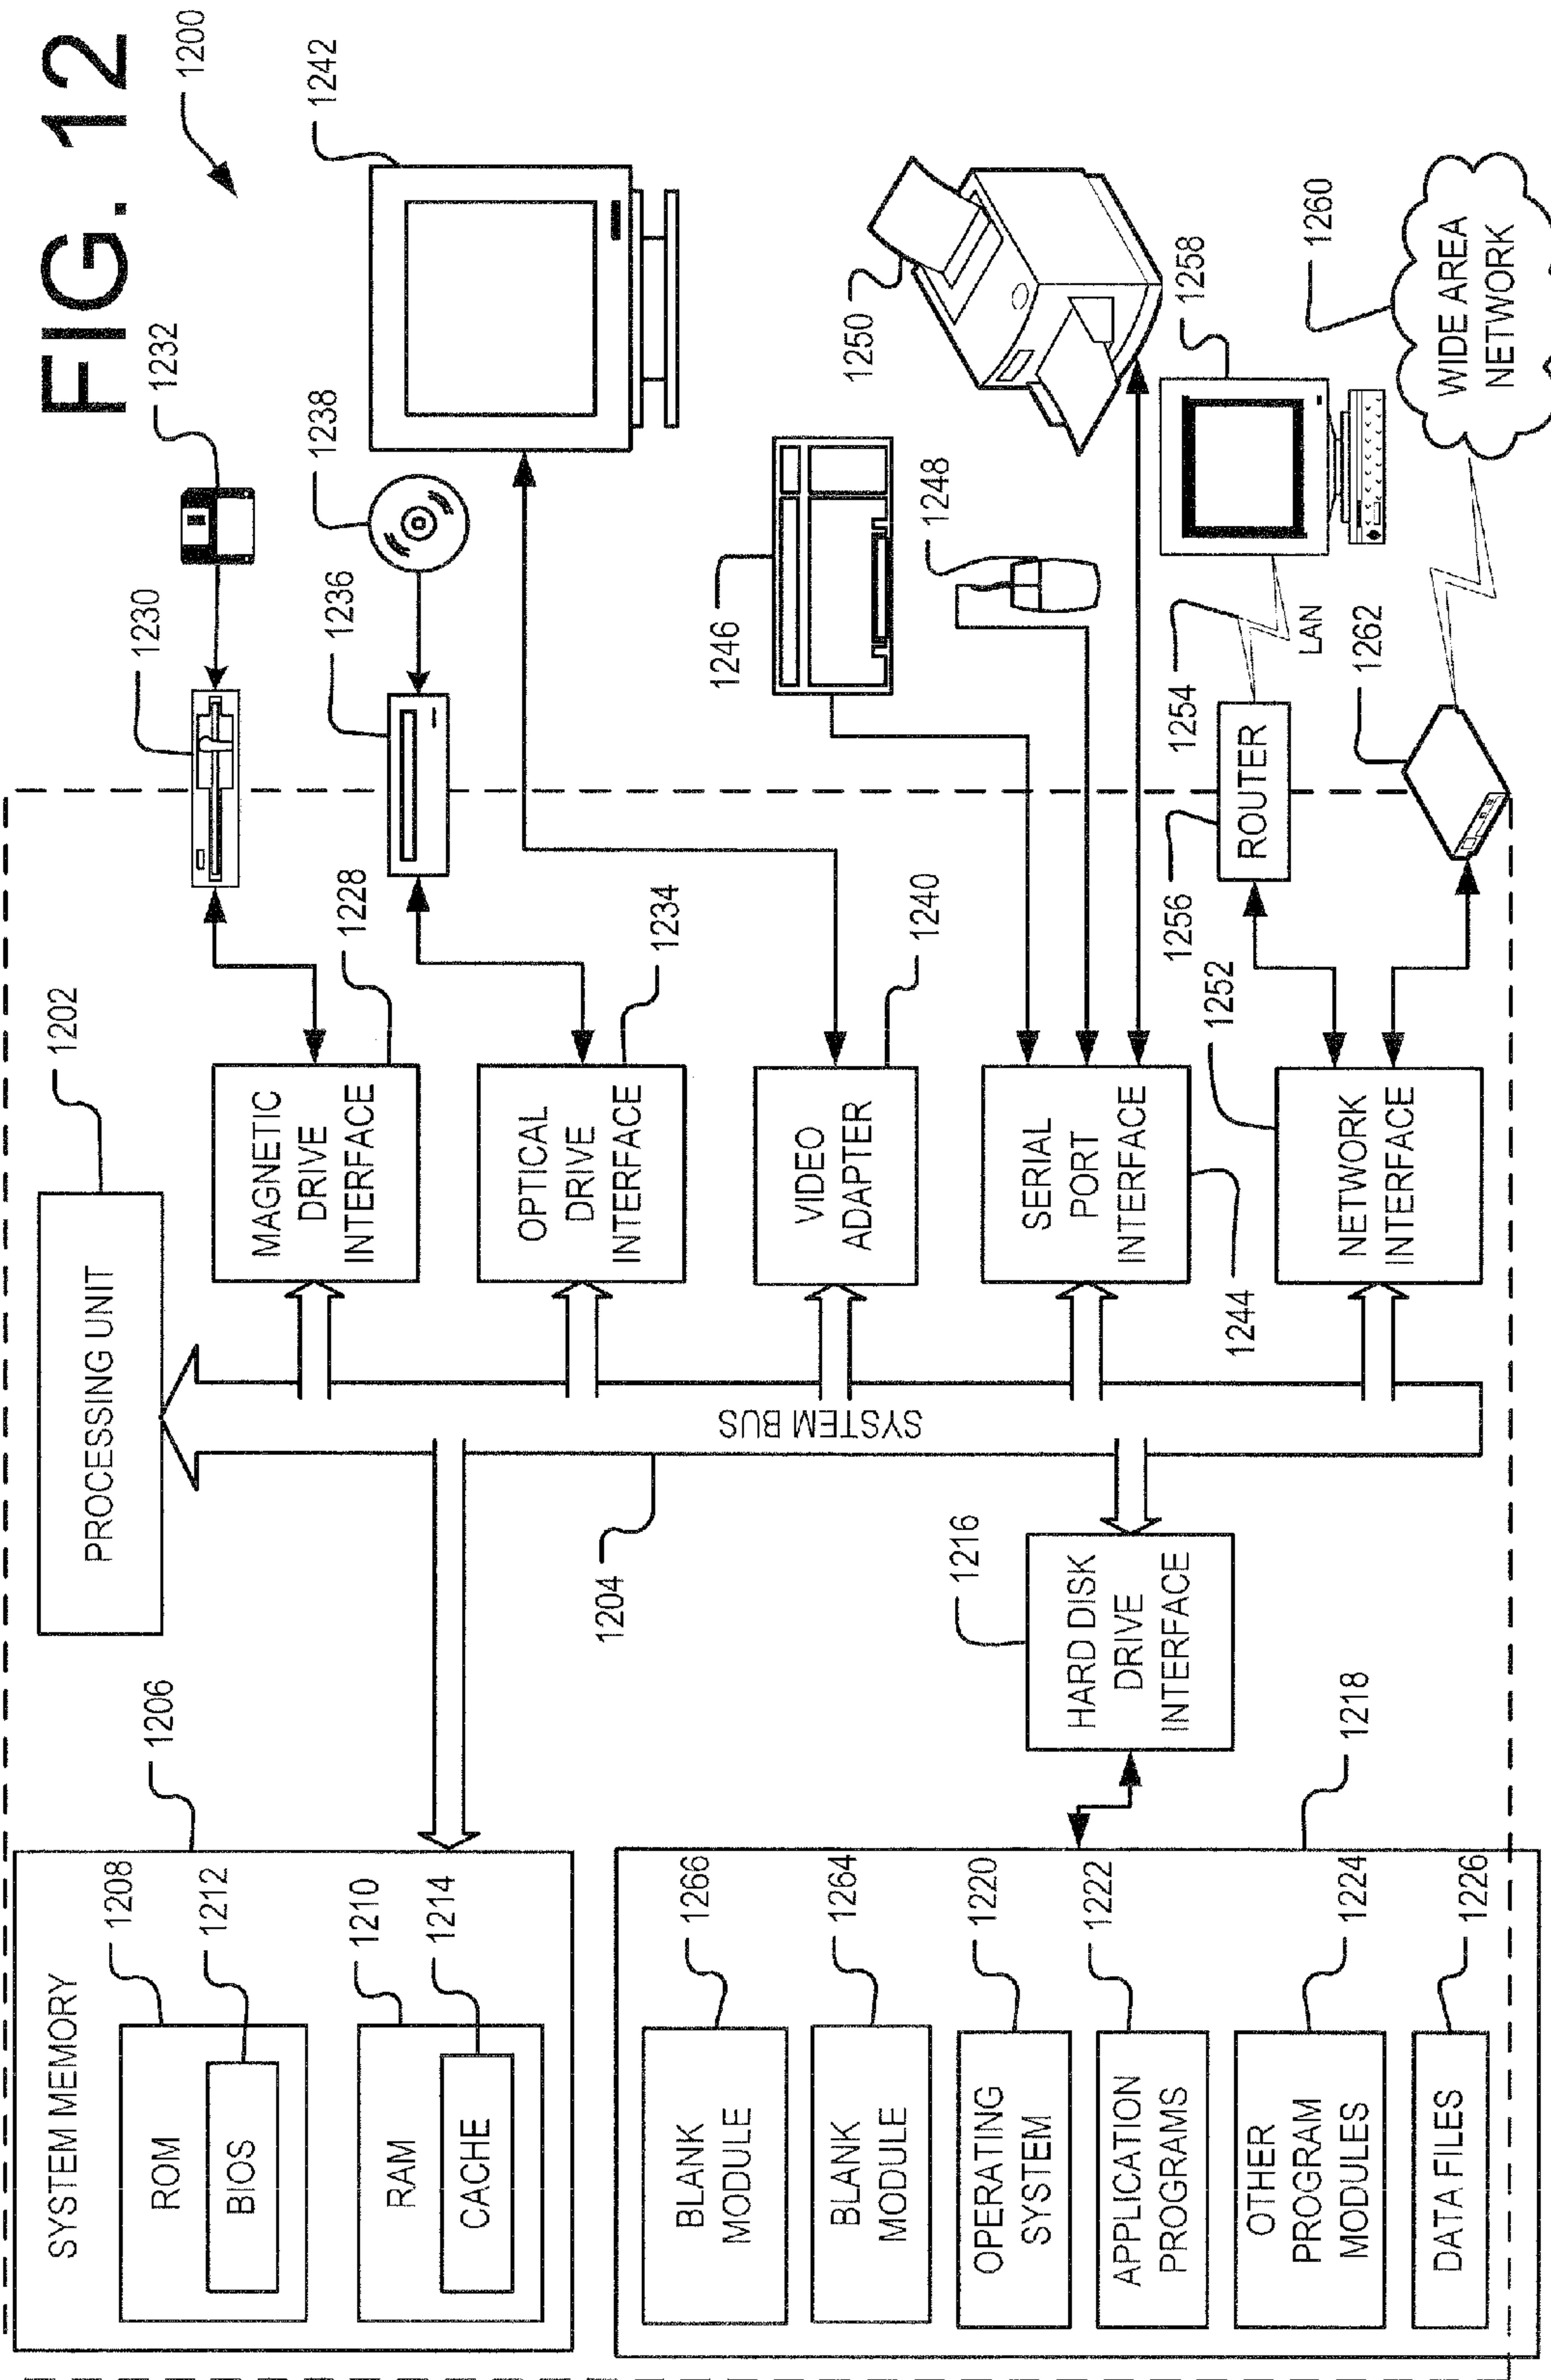 FIG. 12
1200
SYSTEM MEMORY
1206
ROM
1208
BIOS
1212
RAM
1210
CACHE
1214
PROCESSING UNIT
1202
1204
SYSTEM BUS
MAGNETIC
DRIVE
INTERFACE
1228
1230
1232
OPTICAL
DRIVE
INTERFACE
1234
1236
1238
VIDEO
ADAPTER
1240
1242
SERIAL
PORT
INTERFACE
1244
1246
1248
1250
NETWORK
INTERFACE
1252
ROUTER
1256
1254
LAN
1258
1262
WIDE AREA
NETWORK
1260
HARD DISK
DRIVE
INTERFACE
1216
1218
BLANK
MODULE
1266
BLANK
MODULE
1264
OPERATING
SYSTEM
1220
APPLICATION
PROGRAMS
1222
OTHER
PROGRAM
MODULES
1224
DATA FILES
1226